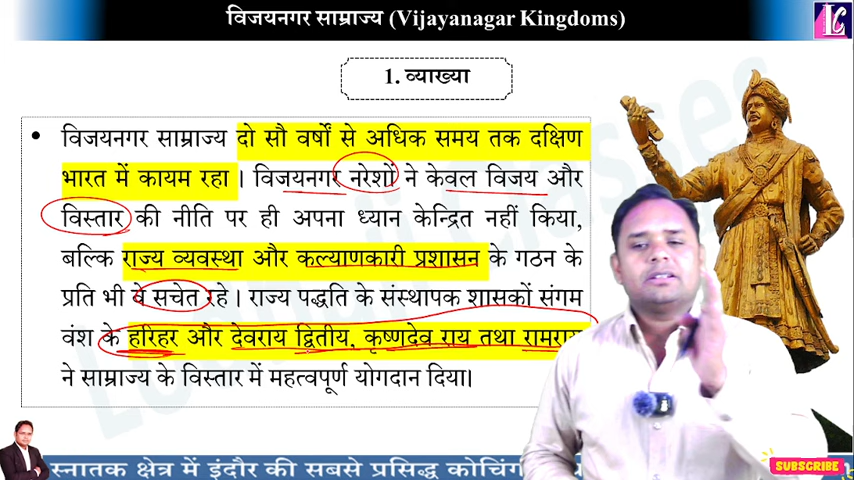 विजयनगर साम्राज्य (Vijayanagar Kingdoms)
LC
1. व्याख्या
• विजयनगर साम्राज्य दो सौ वर्षों से अधिक समय तक दक्षिण
भारत में कायम रहा । विजयनगर नरेशों ने केवल विजय और
विस्तार की नीति पर ही अपना ध्यान केन्द्रित नहीं किया,
बल्कि राज्य व्यवस्था और कल्याणकारी प्रशासन के गठन के
प्रति भी वे सचेत रहे । राज्य पद्धति के संस्थापक शासकों संगम
वंश के हरिहर और देवराय द्वितीय, कृष्णदेव राय तथा रामराय
ने साम्राज्य के विस्तार में महत्वपूर्ण योगदान दिया।
स्नातक क्षेत्र में इंदौर की सबसे प्रसिद्ध कोचिंग
SUBSCRIBE